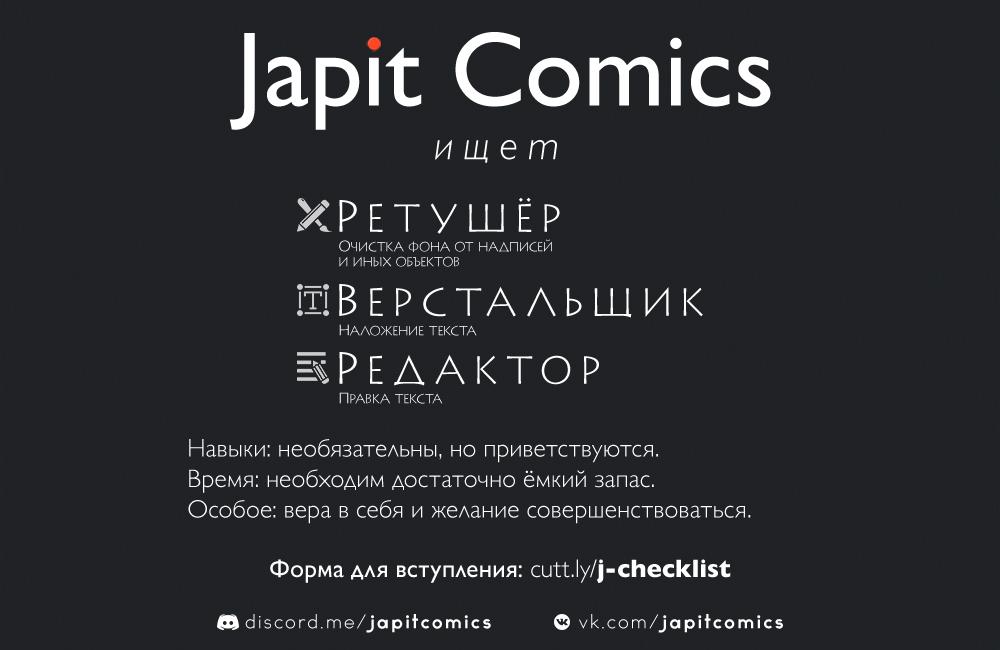 Japit Comics
ищет
Ретушёр
Очистка фона от надписей
и иных объектов
Верстальщик
Наложение текста
Редактор
Правка текста
Навыки: необязательны, но приветствуются.
Время: необходим достаточно ёмкий запас.
Особое: вера в себя и желание совершенствоваться.
Форма для вступления: cutt.ly/j-checklist
discord.me/japitcomics vk.com/japitcomics